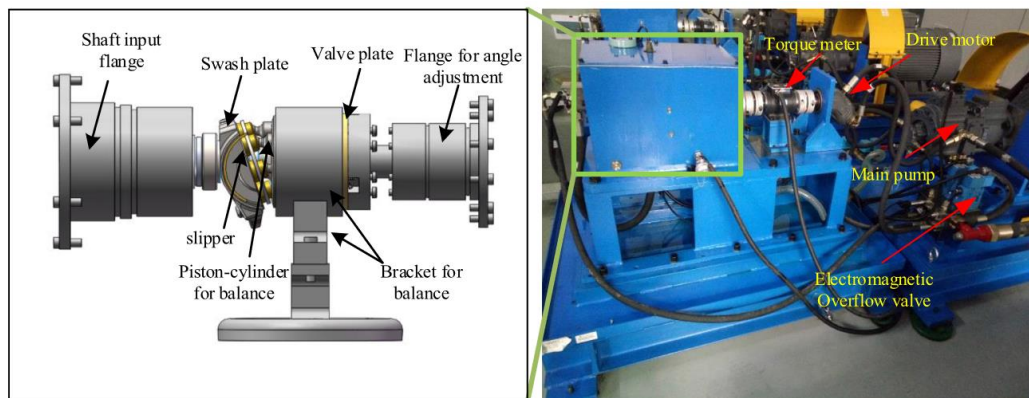 Shaft input
flange
Swash plate
Valve plate
Flange for angle
adjustment
slipper
Piston-cylinder
for balance
Bracket for
balance
Torque meter
Drive motor
Main pump
Electromagnetic
Overflow valve